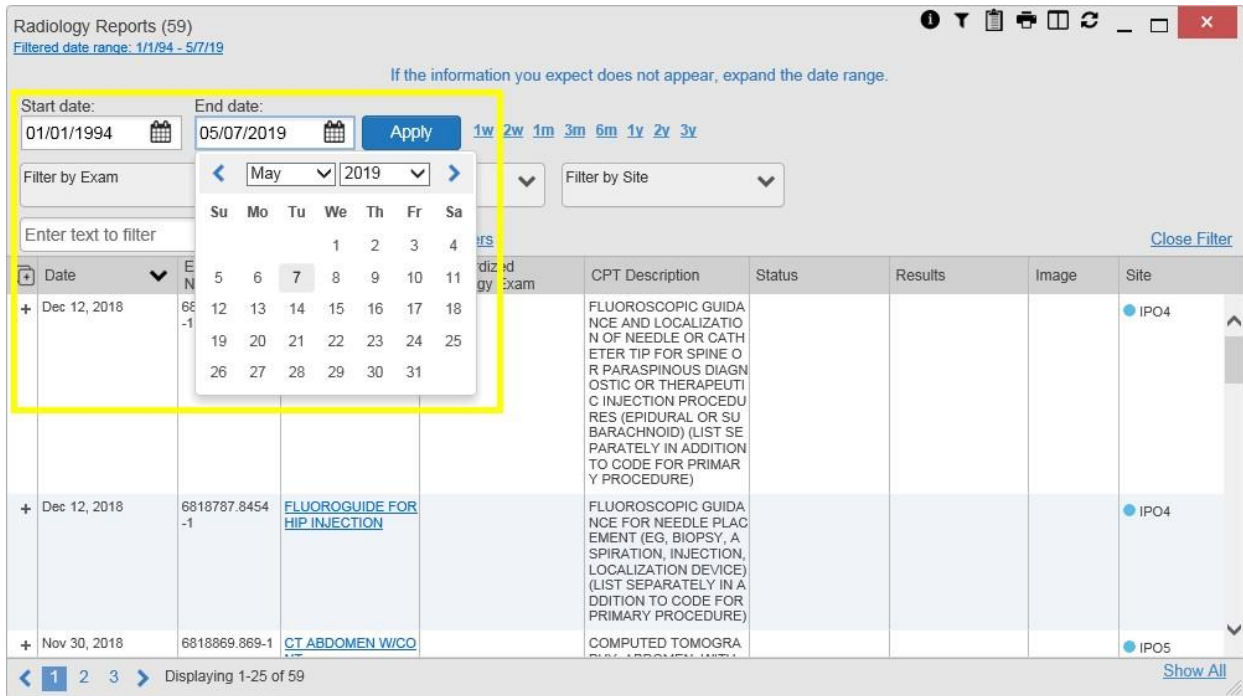 Radiology Reports (59)
Filtered date range: 1/1/94 - 5/7/19
If the information you expect does not appear, expand the date range.
Start date:
End date:
01/01/1994
05/07/2019
Apply
1w 2w 1m 3m 6m 1y 2y 3y
Filter by Exam
May
2019
Filter by Site
Su Mo Tu We Th Fr Sa
1 2 3 4
5 6 7 8 9 10 11
12 13 14 15 16 17 18
19 20 21 22 23 24 25
26 27 28 29 30 31
Enter text to filter
Close Filter
Date
CPT Description
Status
Results
Image
Site
Dec 12, 2018
68
-1
FLUOROSCOPIC GUIDA
NCE AND LOCALIZATIO
N OF NEEDLE OR CATH
ETER TIP FOR SPINE O
R PARASPINOUS DIAGN
OSTIC OR THERAPEUTI
C INJECTION PROCEDU
RES (EPIDURAL OR SU
BARACHNOID) (LIST SE
PARATELY IN ADDITION
TO CODE FOR PRIMAR
Y PROCEDURE)
IPO4
Dec 12, 2018
6818787.8454
-1
FLUOROGUIDE FOR
HIP INJECTION
FLUOROSCOPIC GUIDA
NCE FOR NEEDLE PLAC
EMENT (EG, BIOPSY, A
SPIRATION, INJECTION,
LOCALIZATION DEVICE)
(LIST SEPARATELY IN A
DDITION TO CODE FOR
PRIMARY PROCEDURE)
IPO4
Nov 30, 2018
6818869.869-1
CT ABDOMEN W/CO
COMPUTED TOMOGRA
IPO5
1 2 3
Displaying 1-25 of 59
Show All